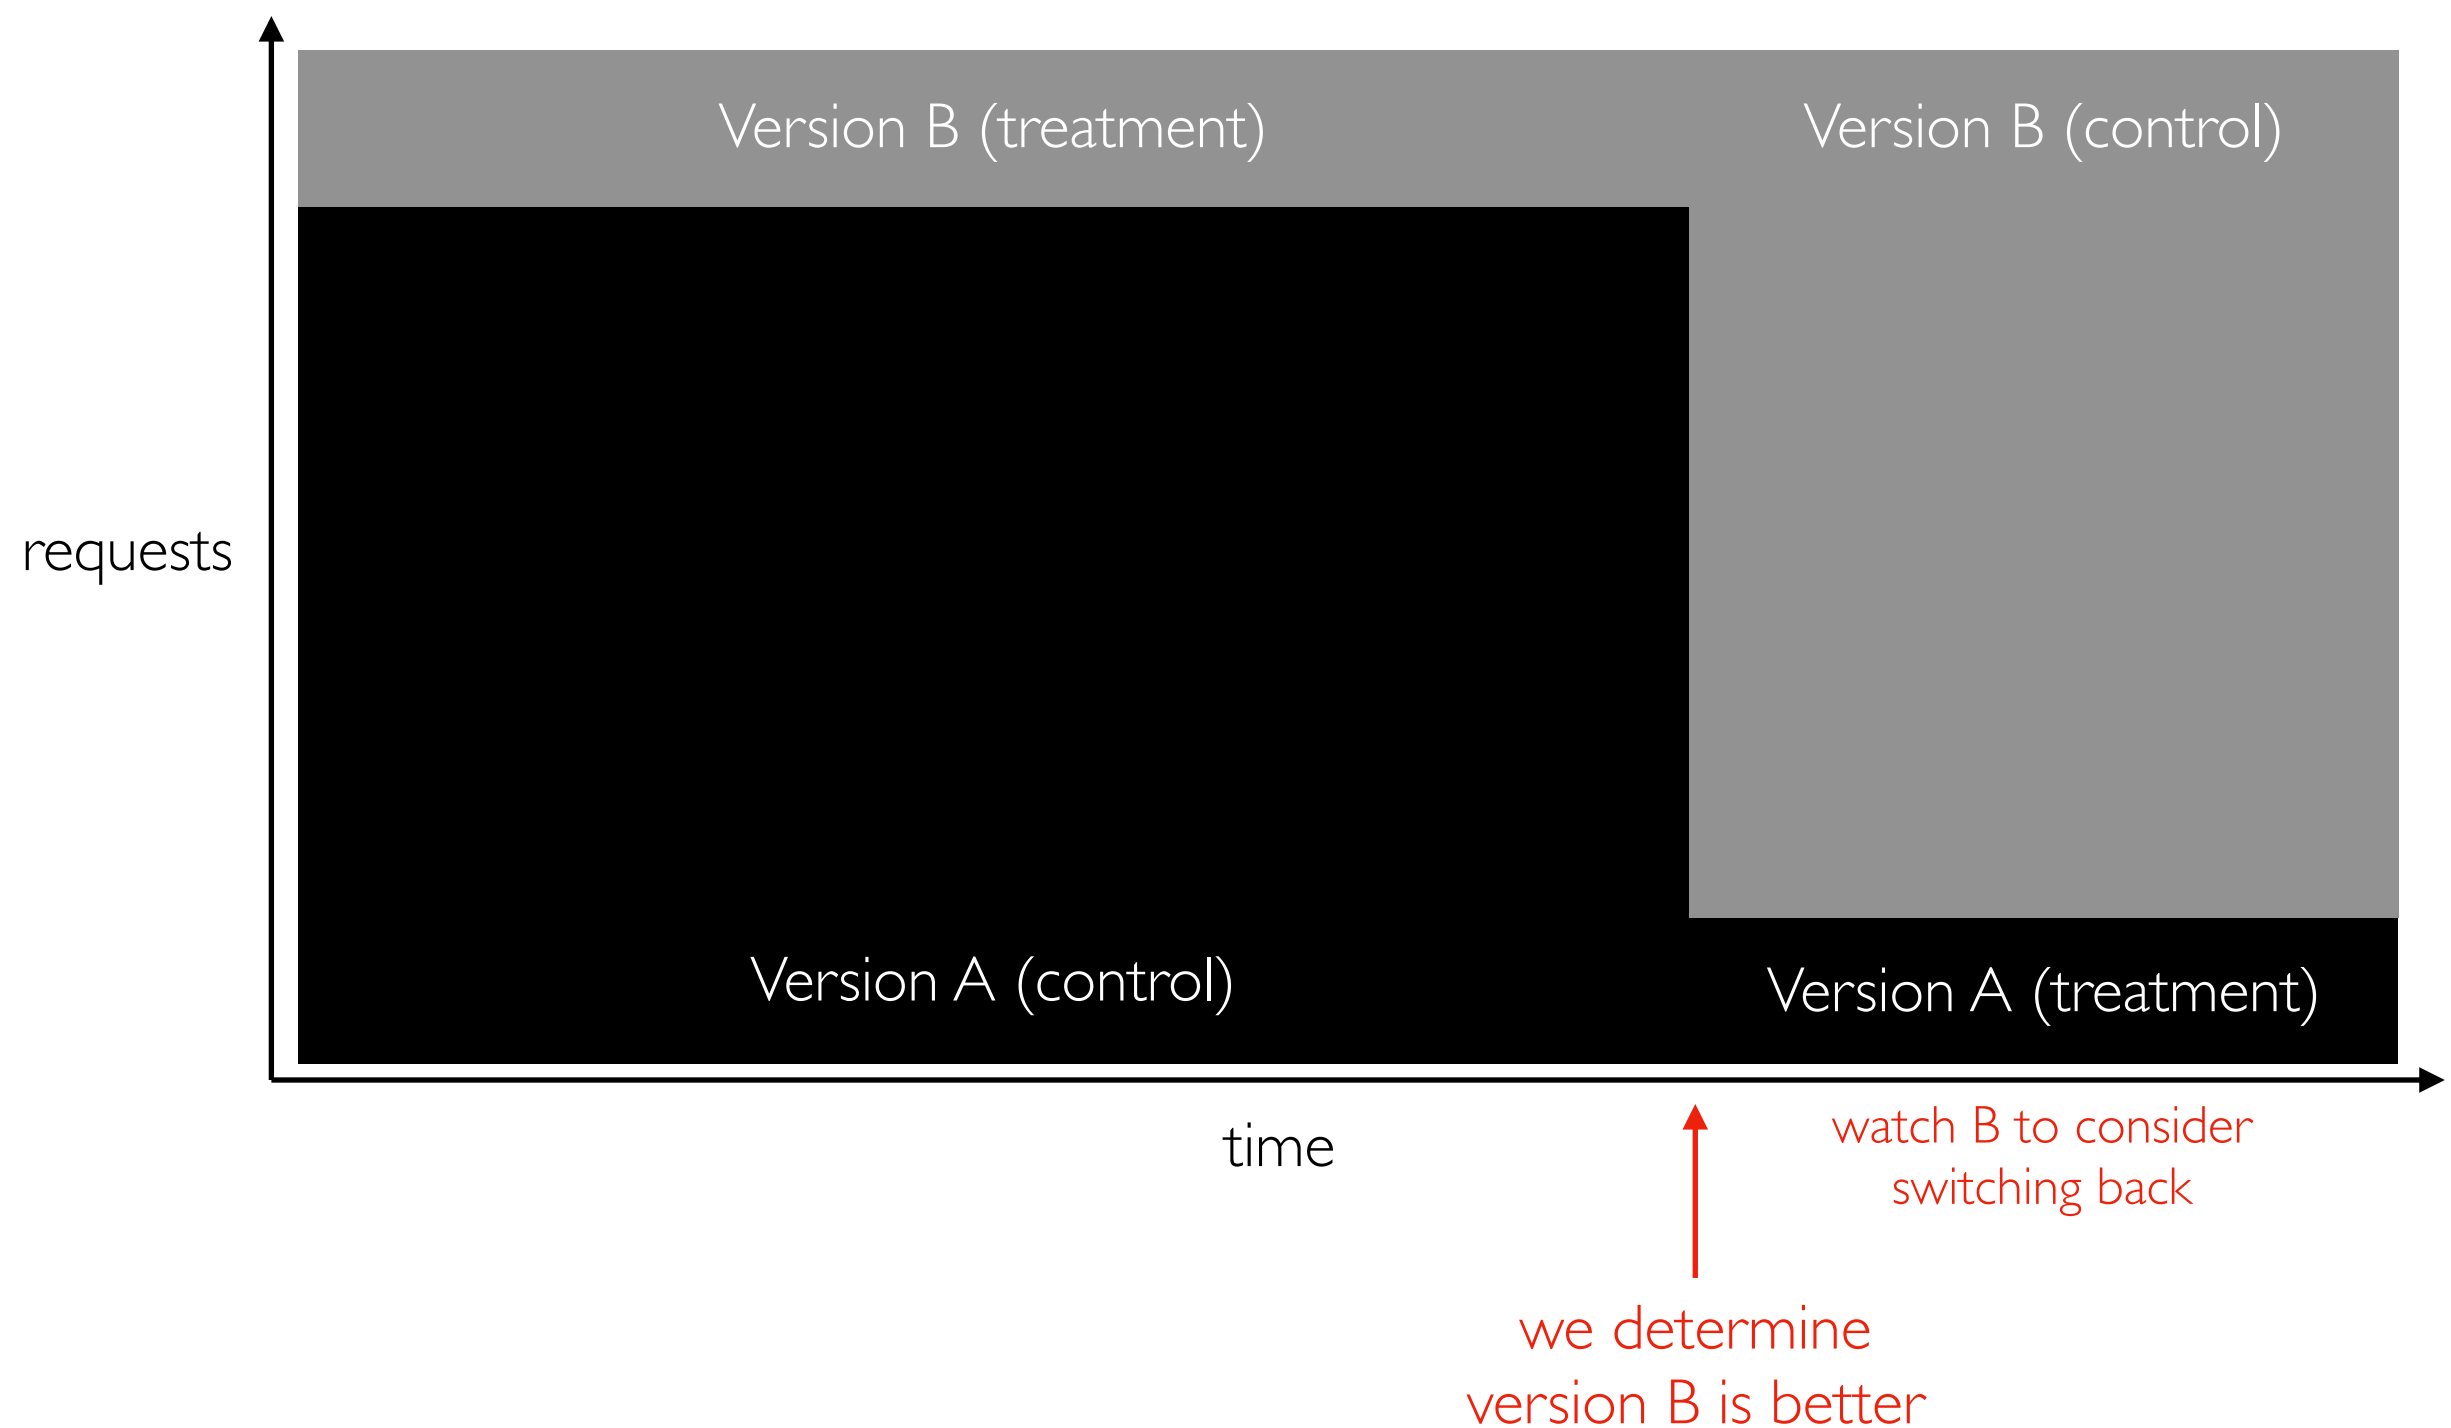 Version B (treatment)
Version B (control)
requests
Version A (control)
Version A (treatment)
time
watch B to consider
switching back
we determine
version B is better